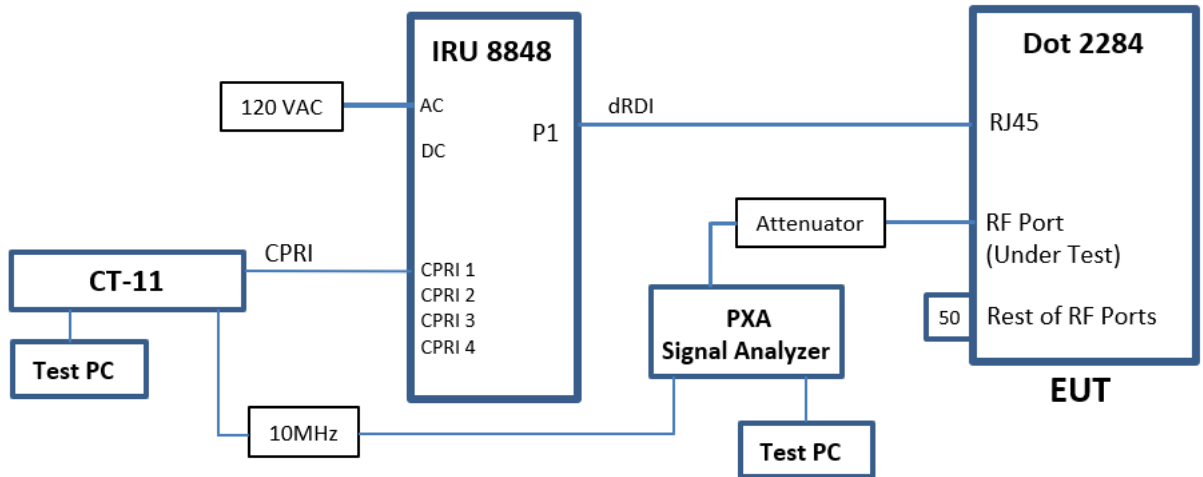 IRU 8848
Dot 2284
120 VAC
AC
dRDI
P1
RJ45
DC
Attenuator
RF Port
(Under Test)
CPRI
CPRI 1
CT-11
CPRI 2
CPRI 3
CPRI 4
PXA
Signal Analyzer
50
Rest of RF Ports
Test PC
EUT
10MHz
Test PC